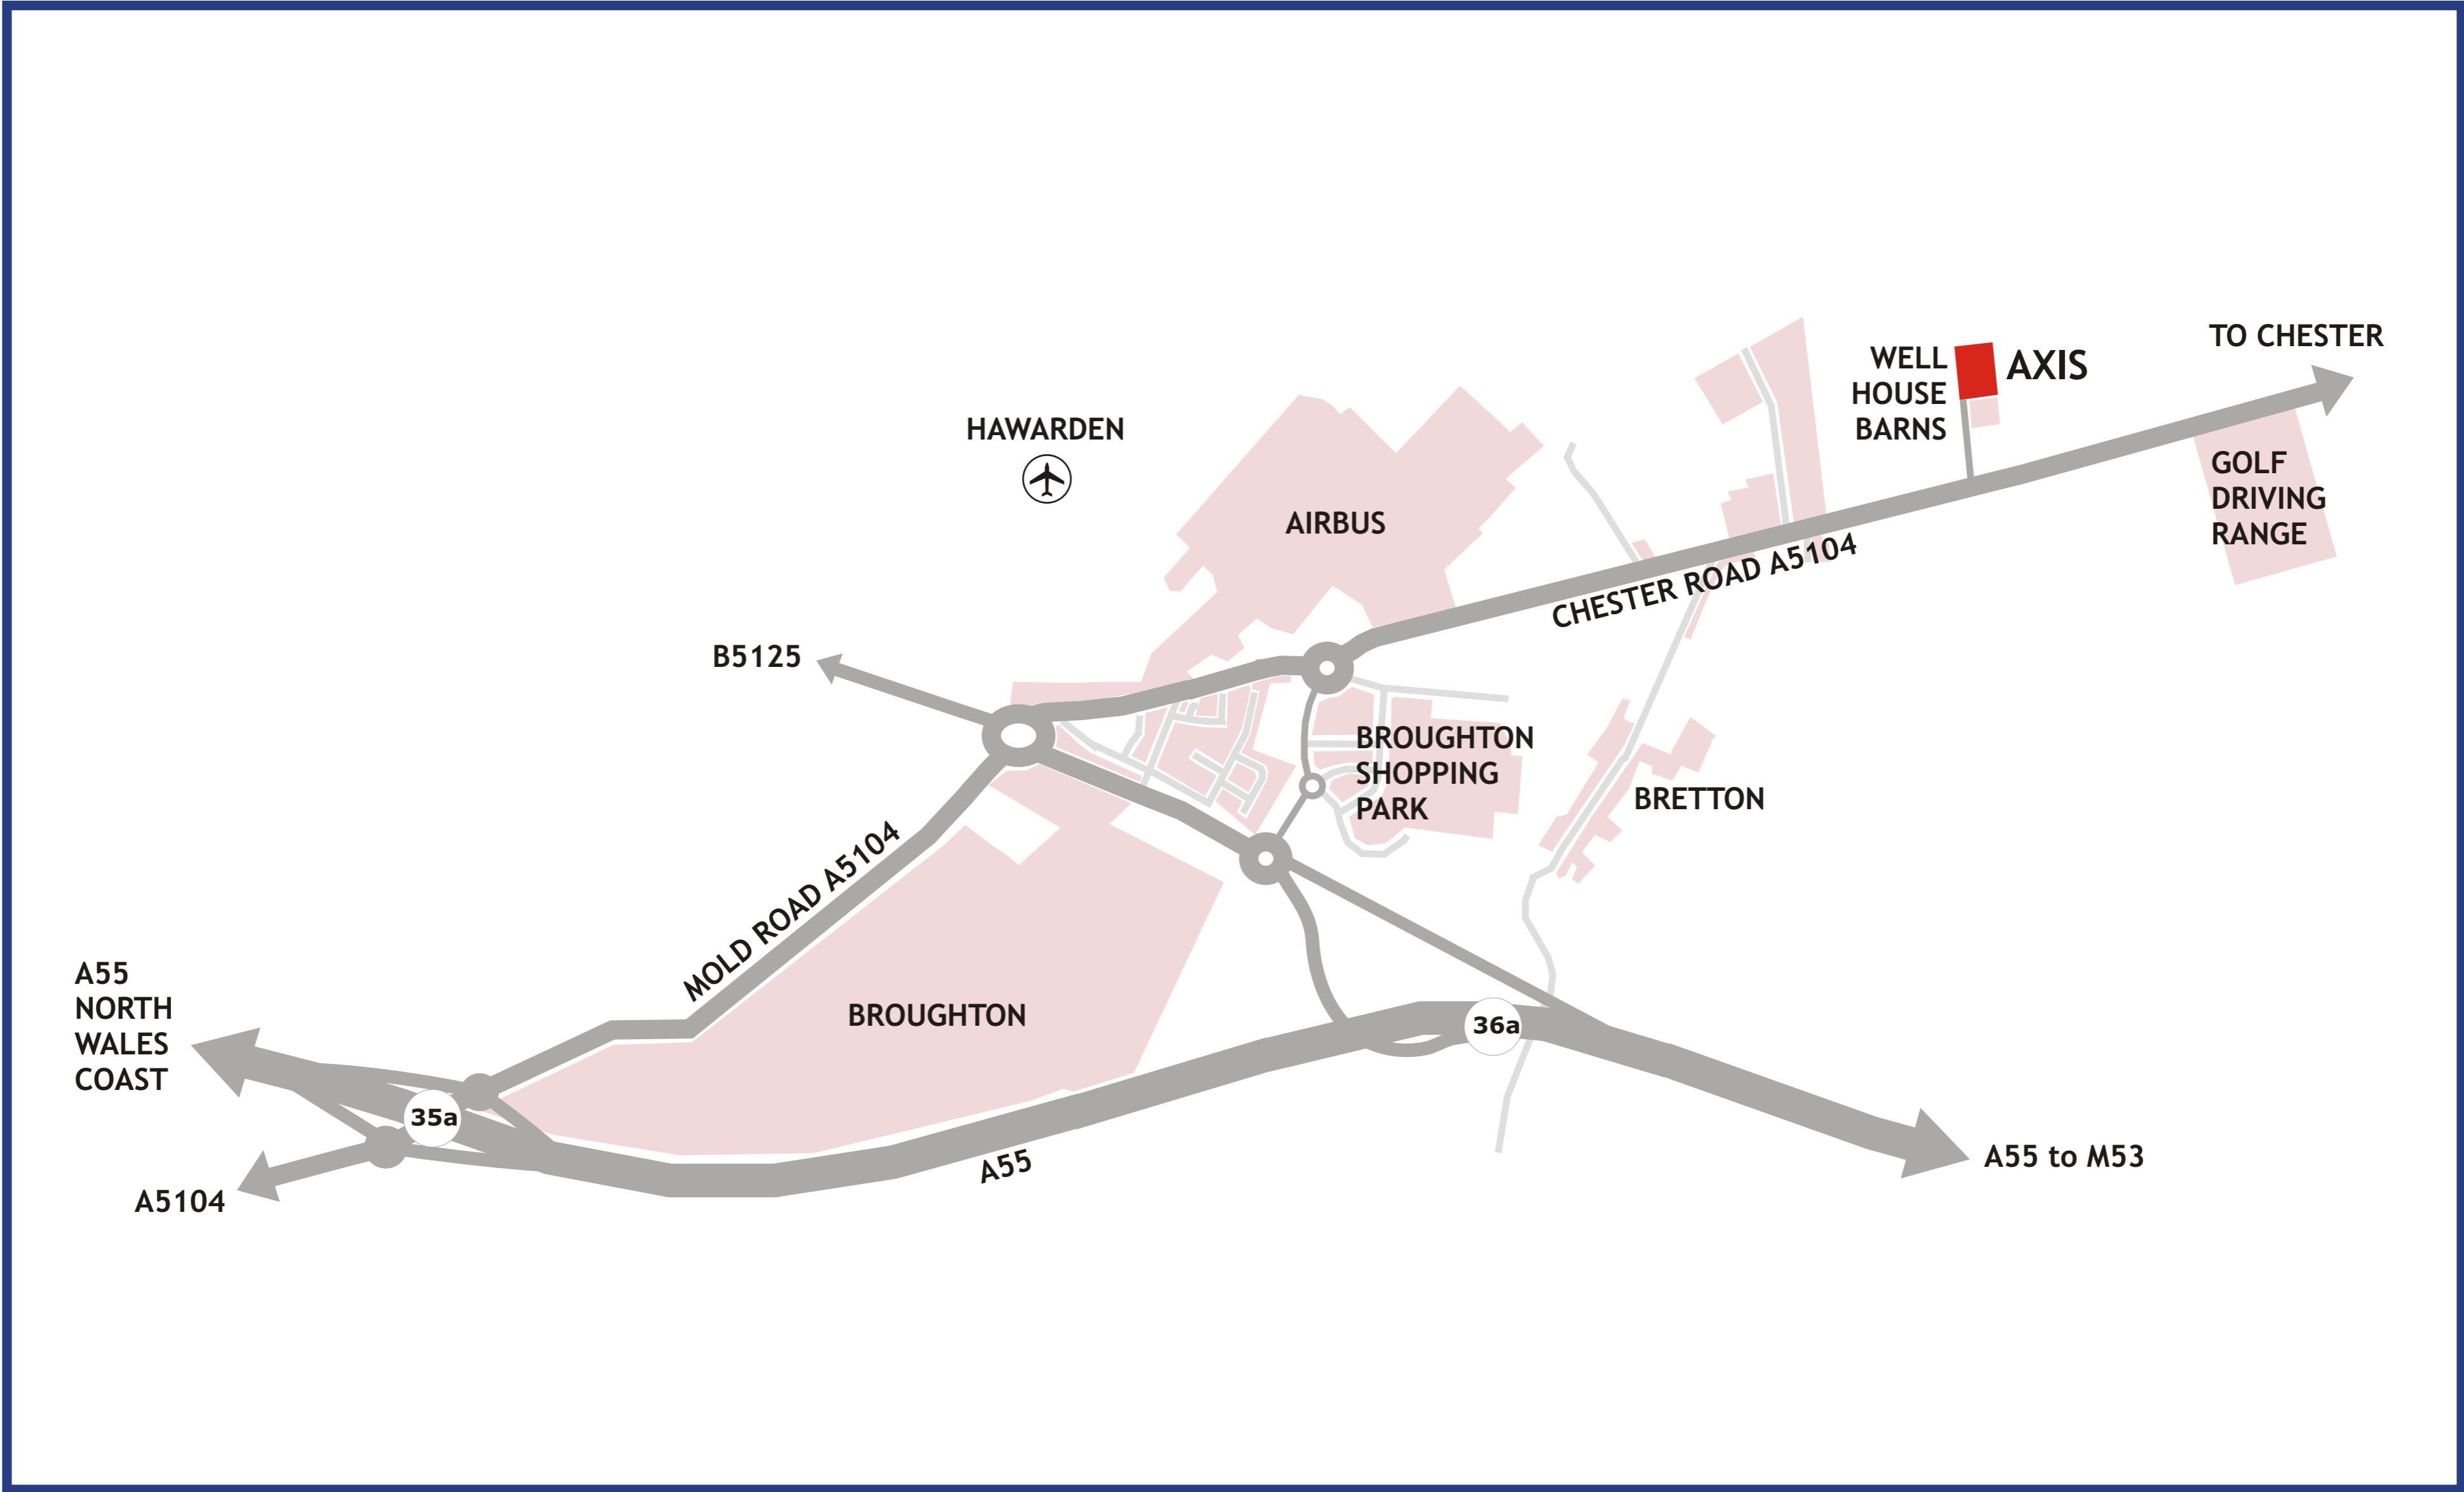 TO CHESTER
WELL
HOUSE
BARNS
AXIS
HAWARDEN
GOLF
DRIVING
RANGE
AIRBUS
CHESTER ROAD A5104
B5125
BROUGHTON
SHOPPING
PARK
BRETTON
MOLD ROAD A5104
A55
NORTH
WALES
COAST
BROUGHTON
36a
35a
A55
A55 to M53
A5104